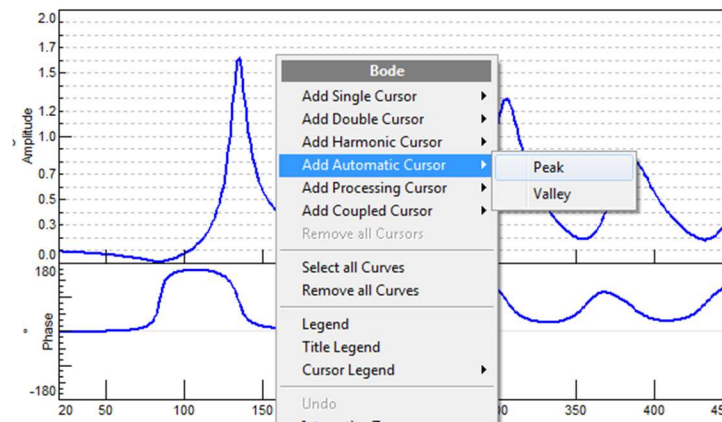 2.0
1.7
1.5
1.2
1.0
0.7
0.5
0.3
0.0
Amplitude
180
-180
° Phase
20 50 100 150 350 400
Bode
Add Single Cursor
Add Double Cursor
Add Harmonic Cursor
Add Automatic Cursor
Add Processing Cursor
Add Coupled Cursor
Remove all Cursors
Select all Curves
Remove all Curves
Legend
Title Legend
Cursor Legend
Undo
Peak
Valley